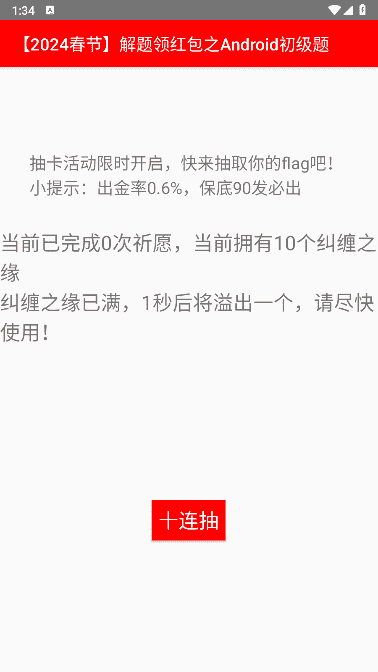 1:34
【2024春节】解题领红包之Android初级题
抽卡活动限时开启，快来抽取你的flag吧！
小提示：出金率0.6%，保底90发必出
当前已完成0次祈愿，当前拥有10个纠缠之
缘
纠缠之缘已满，1秒后将溢出一个，请尽快
使用！
十连抽